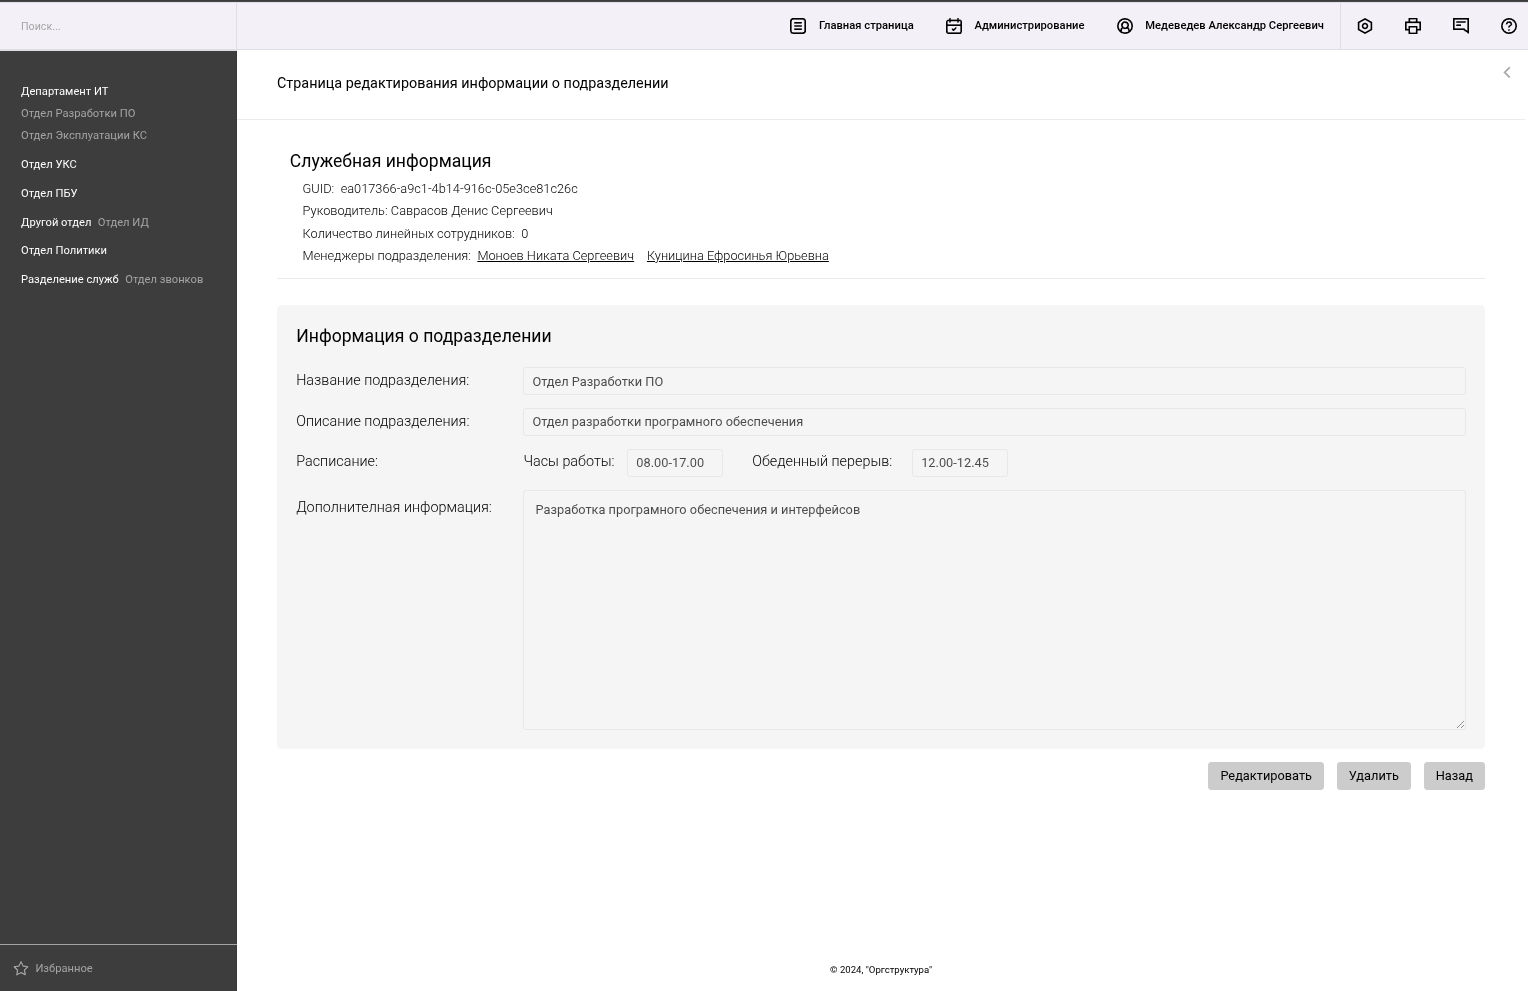 Поиск...
Главная страница Администрирование Медеведев Александр Сергеевич
Департамент ИТ
Отдел Разработки ПО
Отдел Эксплуатации КС
Отдел УКС
Отдел ПБУ
Другой отдел Отдел ИД
Отдел Политики
Разделение служб Отдел звонков
Избранное
Страница редактирования информации о подразделении
Служебная информация
GUID: ea017366-a9c1-4b14-916c-05e3ce81c26c
Руководитель: Саврасов Денис Сергеевич
Количество линейных сотрудников: 0
Менеджеры подразделения: Моноев Никата Сергеевич Куницина Ефросинья Юрьевна
Информация о подразделении
Название подразделения: Отдел Разработки ПО
Описание подразделения: Отдел разработки програмного обеспечения
Расписание: Часы работы: 08.00-17.00 Обеденный перерыв: 12.00-12.45
Дополнителная информация: Разработка програмного обеспечения и интерфейсов
Редактировать Удалить Назад
© 2024, "Оргструктура"